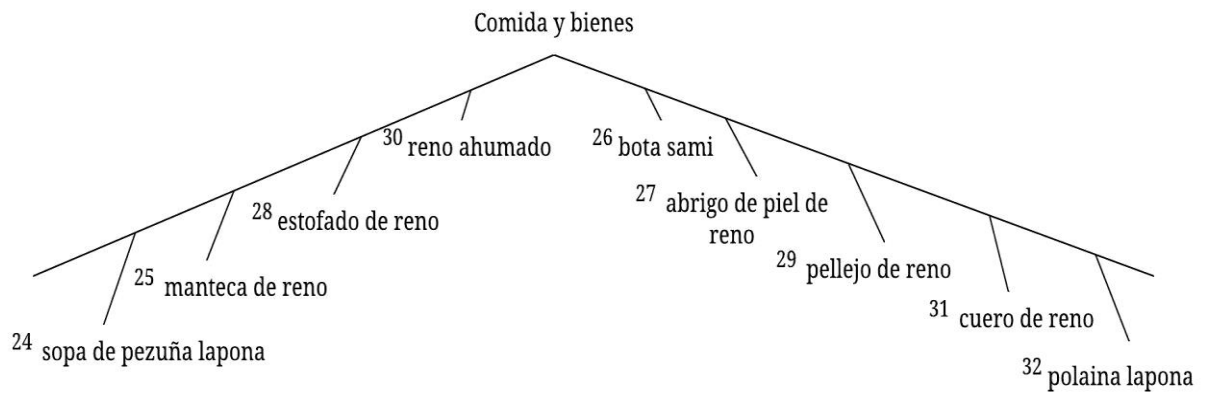 Comida y bienes
30 reno ahumado
26 bota sami
27 abrigo de piel de
reno
28 estofado de reno
29 pellejo de reno
25 manteca de reno
31 cuero de reno
24 sopa de pezuña lapona
32 polaina lapona